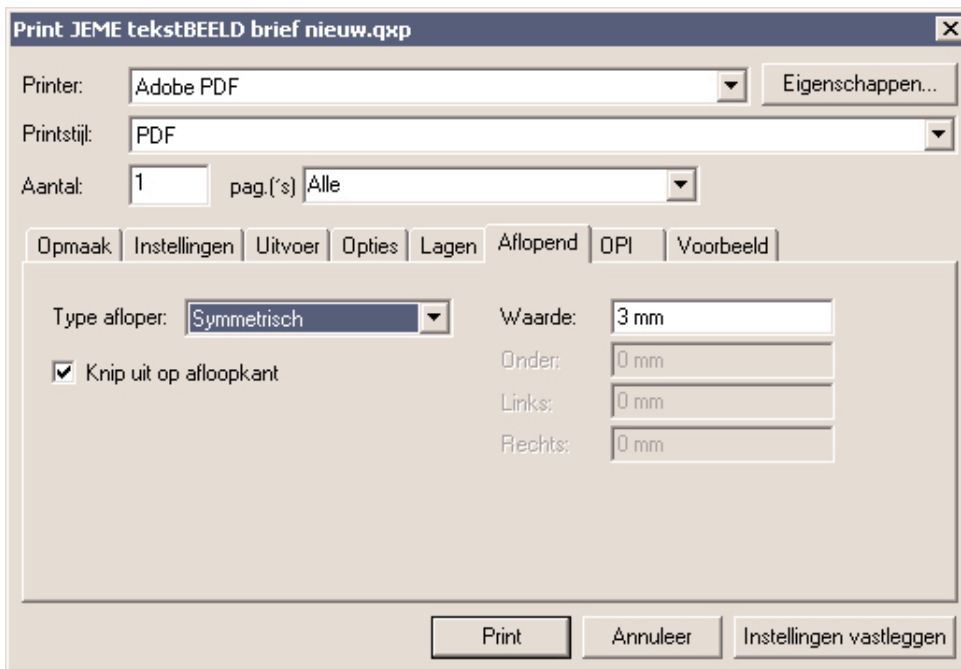 Print JEME tekstBEELD brief nieuw.qxp
Printer: Adobe PDF Eigenschappen...
Printstijl: PDF
Aantal: 1 pag.(´s) Alle
Opmaak Instellingen Uitvoer Opties Lagen Aflopend OPI Voorbeeld
Type afloper: Symmetrisch Waarde: 3 mm
Knip uit op afloopkant Onder: 0 mm
Links: 0 mm
Rechts: 0 mm
Print Annuleer Instellingen vastleggen